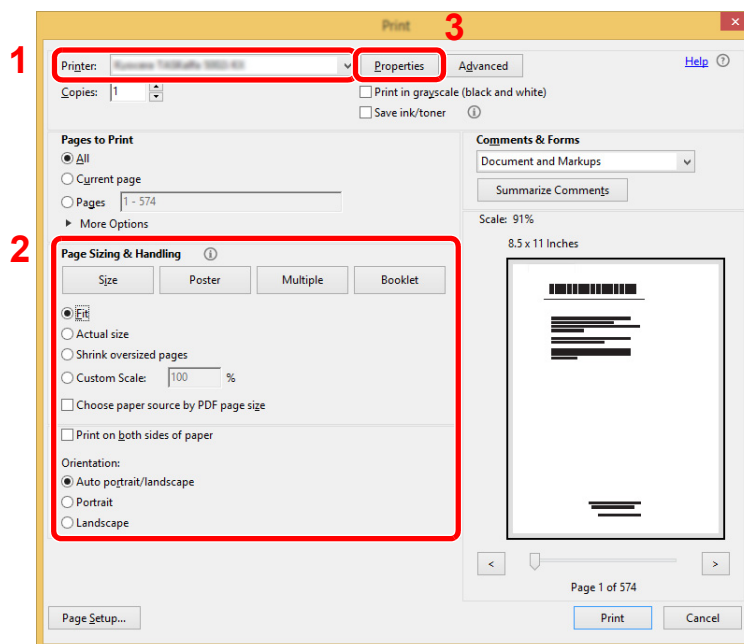 Print
3
1
Printer:
Properties
Advanced
Help
Copies: 1
Print in grayscale (black and white)
Save ink/toner
Pages to Print
All
Current page
Pages 1 - 574
More Options
Comments & Forms
Document and Markups
Summarize Comments
Scale: 91%
8.5 x 11 Inches
2
Page Sizing & Handling
Size Poster Multiple Booklet
Fit
Actual size
Shrink oversized pages
Custom Scale: 100 %
Choose paper source by PDF page size
Print on both sides of paper
Orientation:
Auto portrait/landscape
Portrait
Landscape
< >
Page 1 of 574
Page Setup...
Print
Cancel